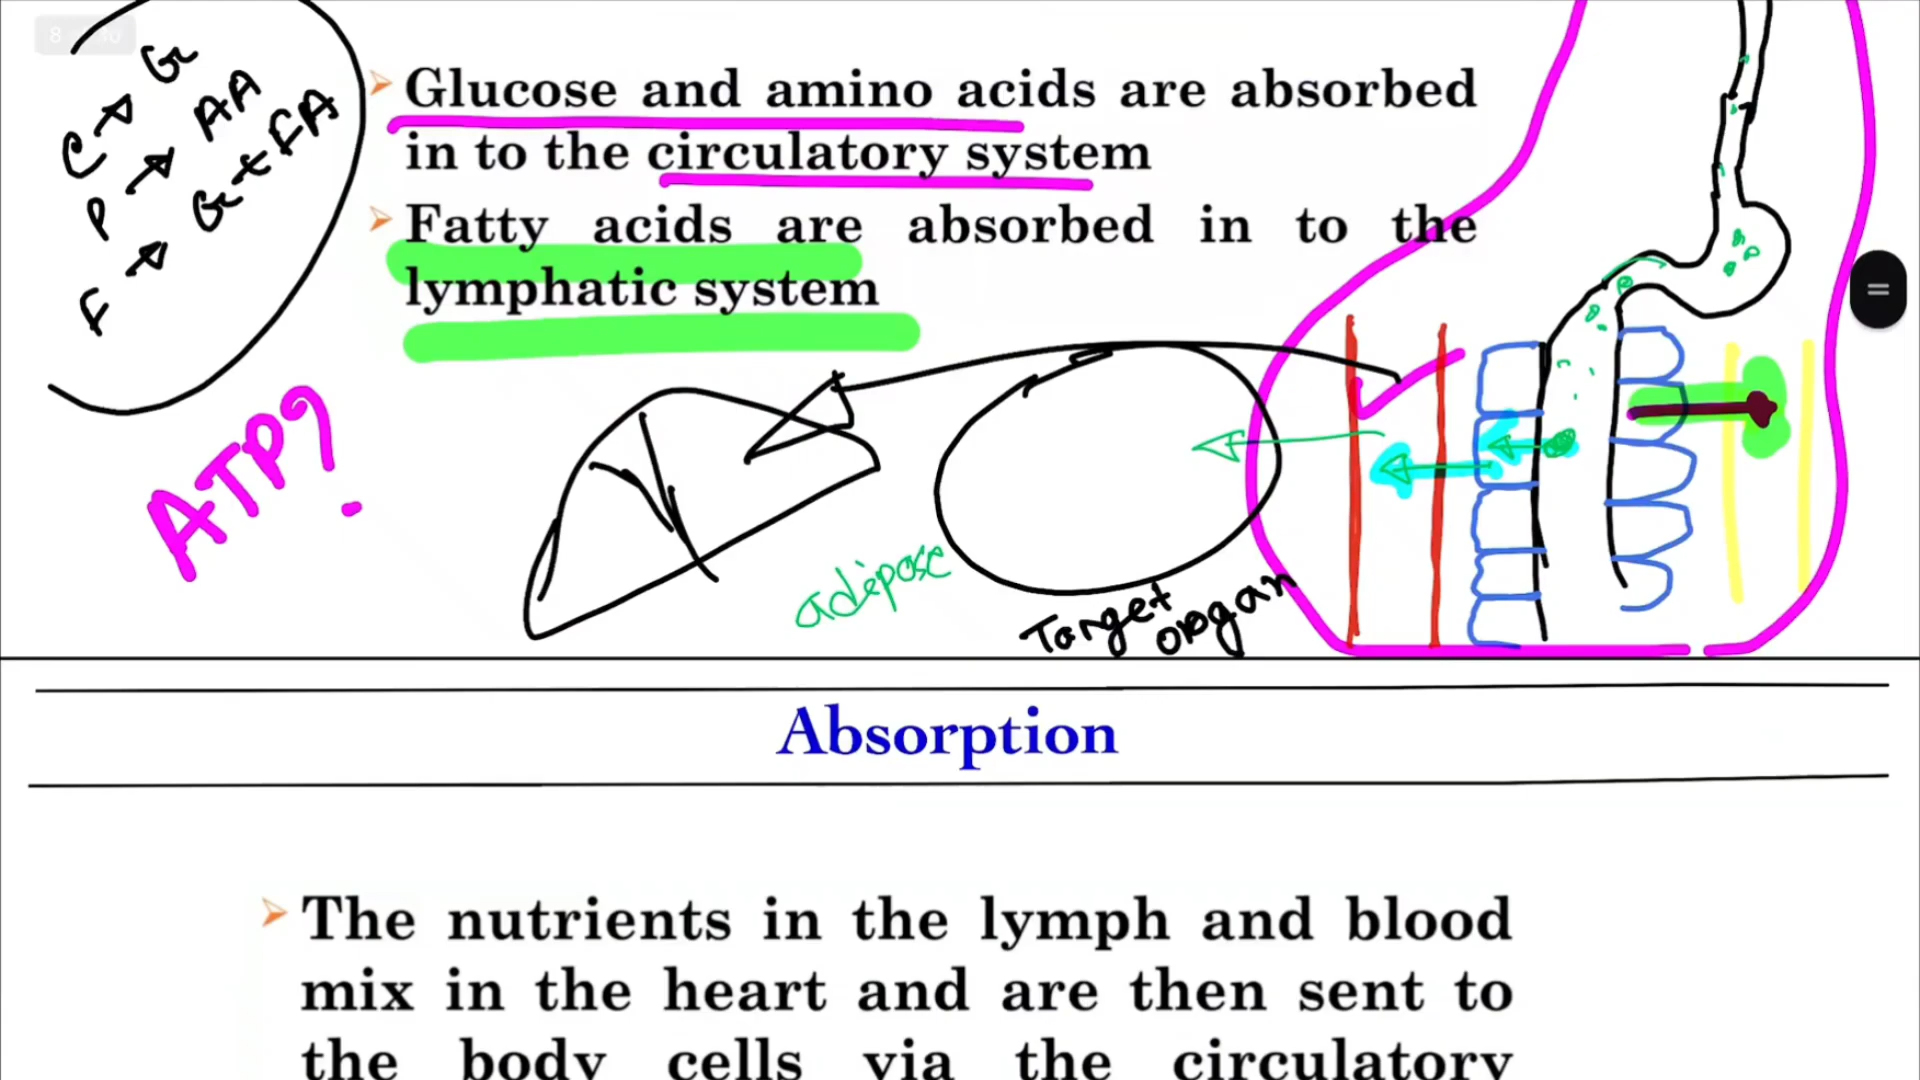 8 10
C → G
P → AA
F → G + FA
➢ Glucose and amino acids are absorbed
in to the circulatory system
➢ Fatty acids are absorbed in to the
lymphatic system
ATP?
adipose
Target
organ
Absorption
➢ The nutrients in the lymph and blood
mix in the heart and are then sent to
the body cells via the circulatory